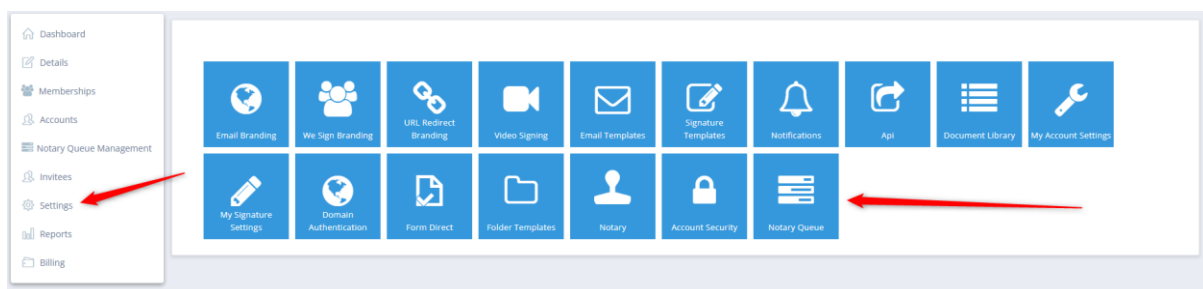 Dashboard
Details
Memberships
Accounts
Notary Queue Management
Invitees
Settings
Reports
Billing
Email Branding
We Sign Branding
URL Redirect
Branding
Video Signing
Email Templates
Signature
Templates
Notifications
Api
Document Library
My Account Settings
My Signature
Settings
Domain
Authentication
Form Direct
Folder Templates
Notary
Account Security
Notary Queue